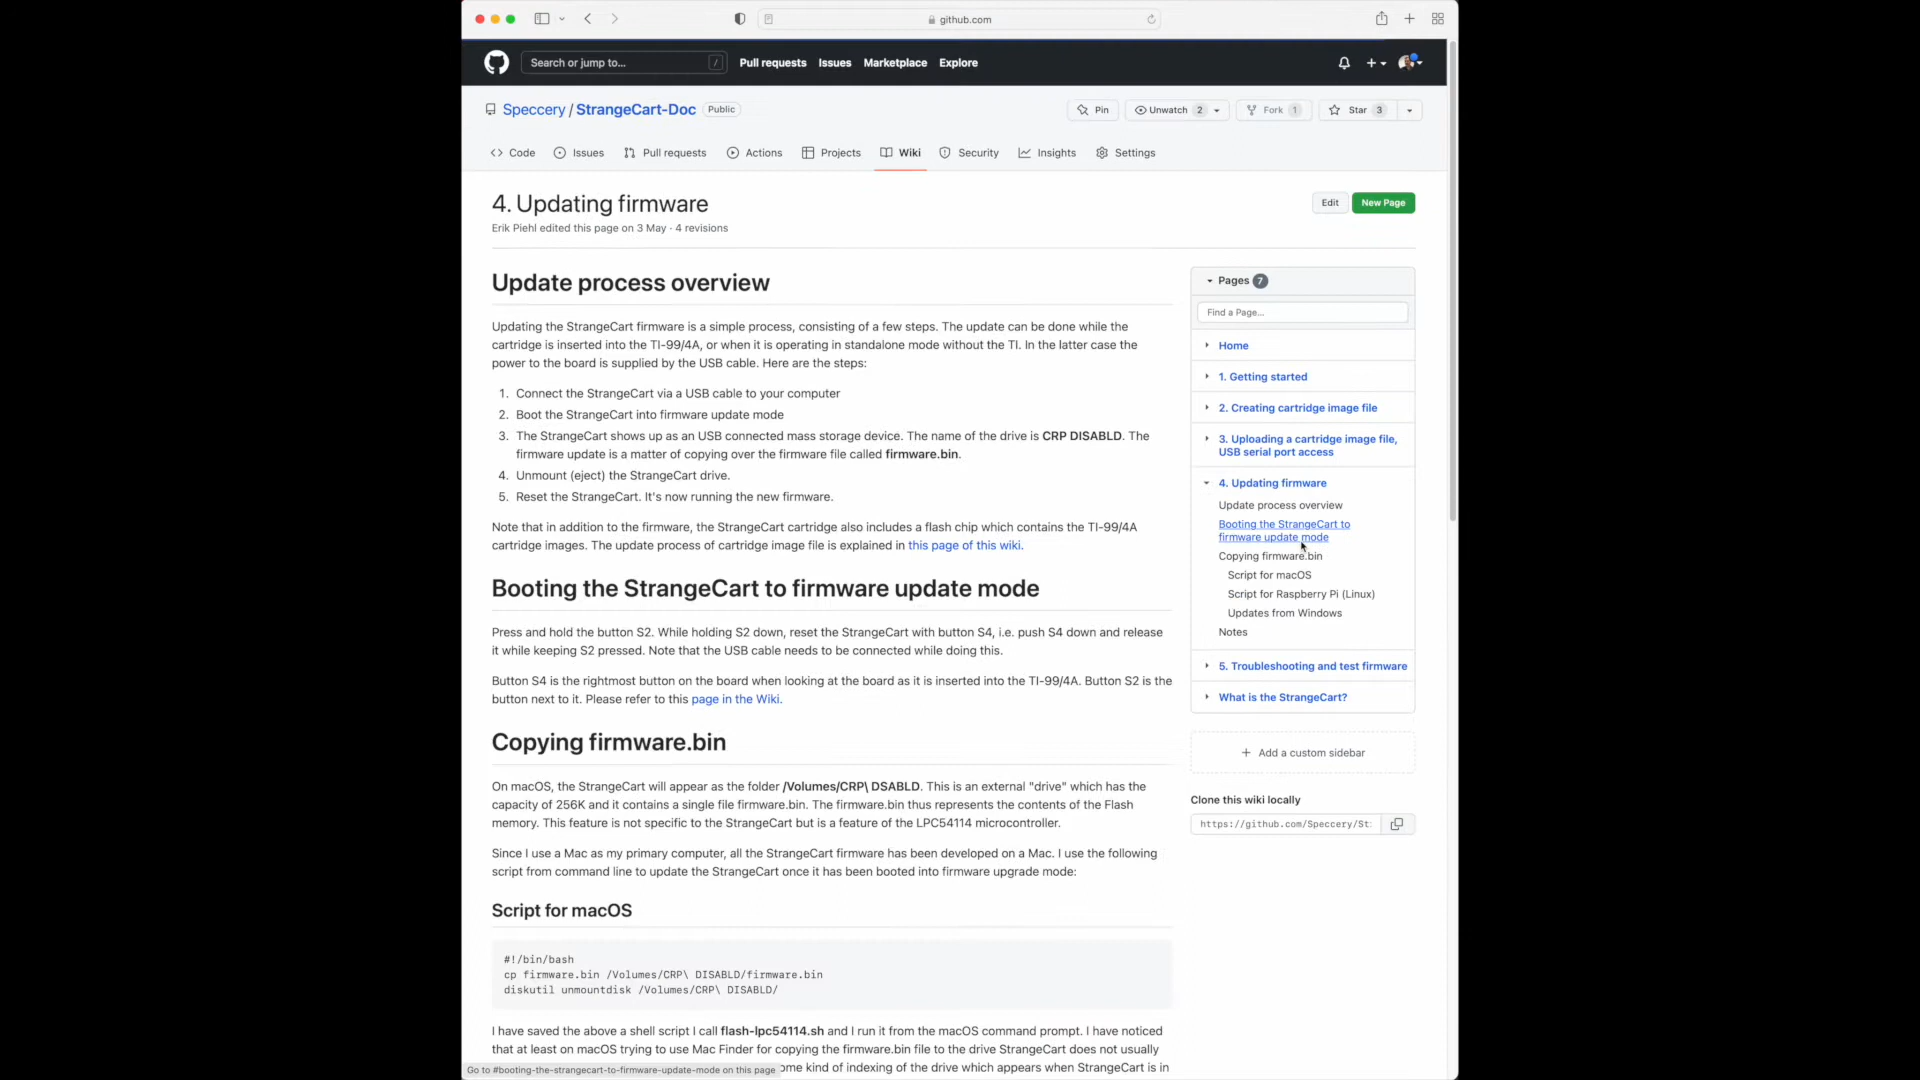 github.com
Search or jump to... /
Pull requests Issues Marketplace Explore
Speccery / StrangeCart-Doc Public
Pin Unwatch 2 Fork 1 Star 3
Code Issues Pull requests Actions Projects Wiki Security Insights Settings
4. Updating firmware
Edit New Page
Erik Piehl edited this page on 3 May · 4 revisions
Update process overview
Updating the StrangeCart firmware is a simple process, consisting of a few steps. The update can be done while the
cartridge is inserted into the TI-99/4A, or when it is operating in standalone mode without the TI. In the latter case the
power to the board is supplied by the USB cable. Here are the steps:
1. Connect the StrangeCart via a USB cable to your computer
2. Boot the StrangeCart into firmware update mode
3. The StrangeCart shows up as an USB connected mass storage device. The name of the drive is CRP DISABLD. The
firmware update is a matter of copying over the firmware file called firmware.bin.
4. Unmount (eject) the StrangeCart drive.
5. Reset the StrangeCart. It's now running the new firmware.
Note that in addition to the firmware, the StrangeCart cartridge also includes a flash chip which contains the TI-99/4A
cartridge images. The update process of cartridge image file is explained in this page of this wiki.
Booting the StrangeCart to firmware update mode
Press and hold the button S2. While holding S2 down, reset the StrangeCart with button S4, i.e. push S4 down and release
it while keeping S2 pressed. Note that the USB cable needs to be connected while doing this.
Button S4 is the rightmost button on the board when looking at the board as it is inserted into the TI-99/4A. Button S2 is the
button next to it. Please refer to this page in the Wiki.
Copying firmware.bin
On macOS, the StrangeCart will appear as the folder /Volumes/CRP\ DSABLD. This is an external "drive" which has the
capacity of 256K and it contains a single file firmware.bin. The firmware.bin thus represents the contents of the Flash
memory. This feature is not specific to the StrangeCart but is a feature of the LPC54114 microcontroller.
Since I use a Mac as my primary computer, all the StrangeCart firmware has been developed on a Mac. I use the following
script from command line to update the StrangeCart once it has been booted into firmware upgrade mode:
Script for macOS
#!/bin/bash
cp firmware.bin /Volumes/CRP\ DISABLD/firmware.bin
diskutil unmountdisk /Volumes/CRP\ DISABLD/
I have saved the above a shell script I call flash-lpc54114.sh and I run it from the macOS command prompt. I have noticed
that at least on macOS trying to use Mac Finder for copying the firmware.bin file to the drive StrangeCart does not usually
ome kind of indexing of the drive which appears when StrangeCart is in
Go to #booting-the-strangecart-to-firmware-update-mode on this page
Pages 7
Find a Page...
Home
1. Getting started
2. Creating cartridge image file
3. Uploading a cartridge image file,
USB serial port access
4. Updating firmware
Update process overview
Booting the StrangeCart to
firmware update mode
Copying firmware.bin
Script for macOS
Script for Raspberry Pi (Linux)
Updates from Windows
Notes
5. Troubleshooting and test firmware
What is the StrangeCart?
Add a custom sidebar
Clone this wiki locally
https://github.com/Speccery/St